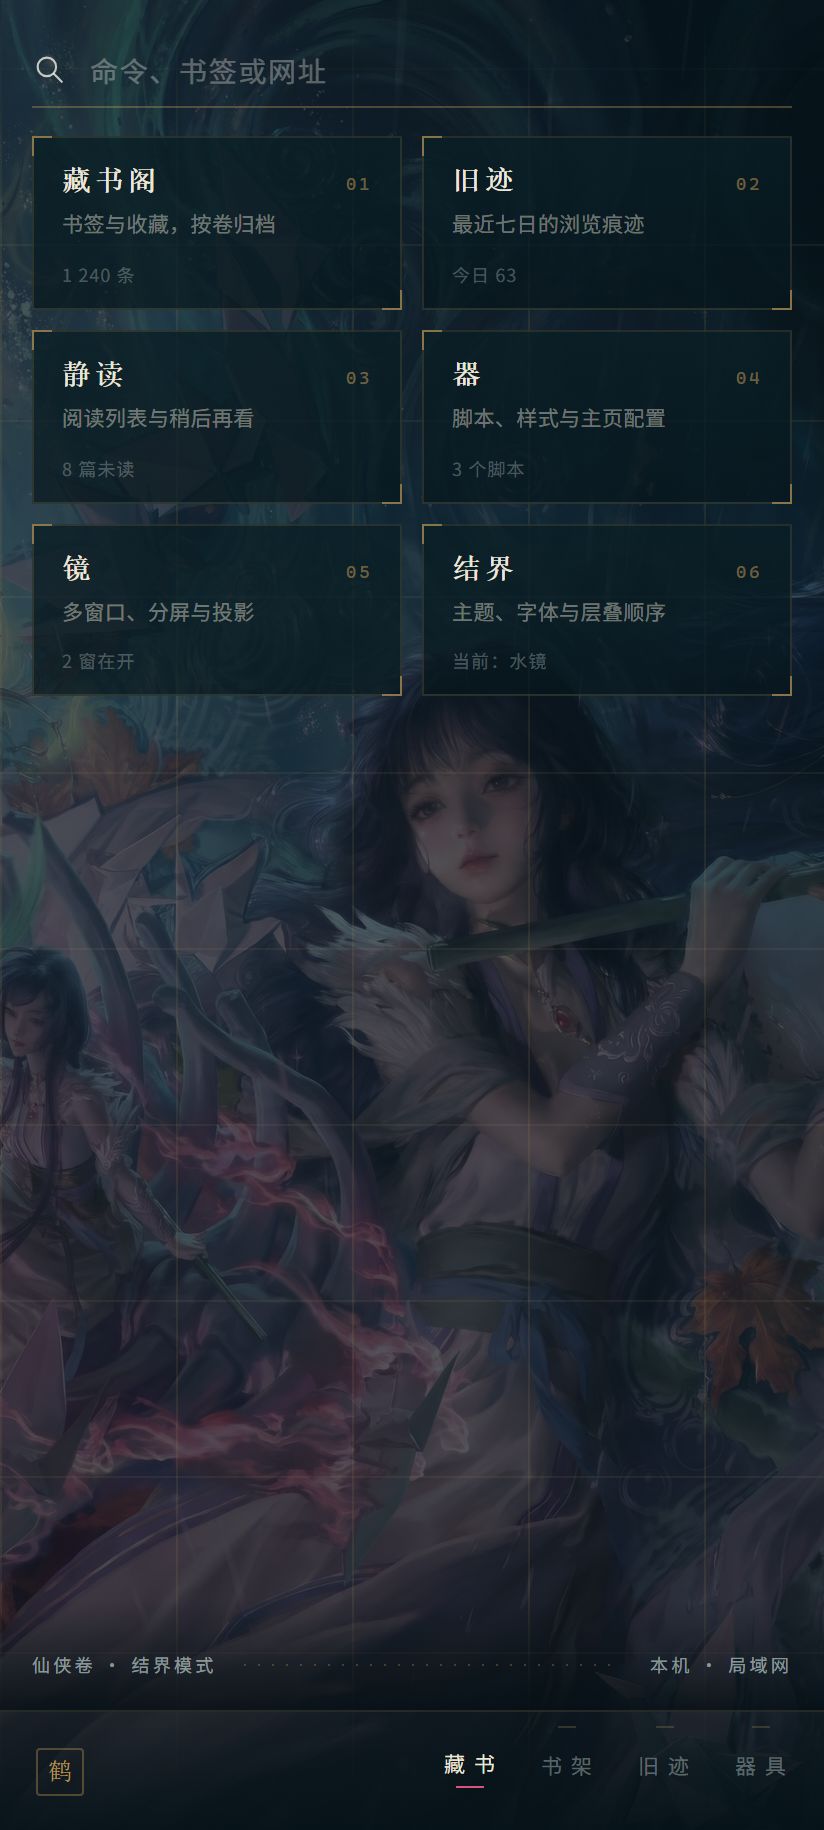 命令、书签或网址
藏书阁 01
书签与收藏，按卷归档
1 240 条
旧迹 02
最近七日的浏览痕迹
今日 63
静读 03
阅读列表与稍后再看
8 篇未读
器 04
脚本、样式与主页配置
3 个脚本
镜 05
多窗口、分屏与投影
2 窗在开
结界 06
主题、字体与层叠顺序
当前：水镜
仙侠卷 · 结界模式
本机 · 局域网
鹤
藏书 书架 旧迹 器具